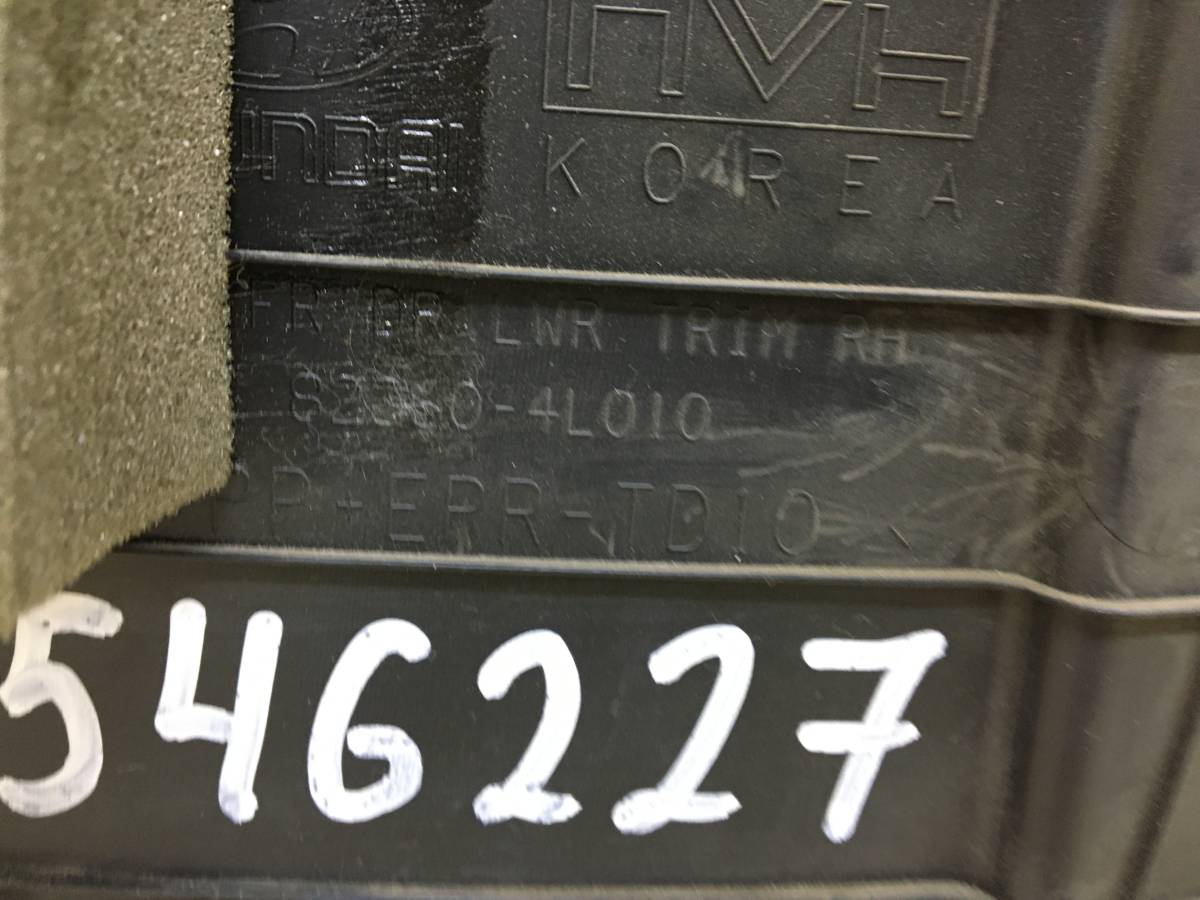 HYUNDAI
KOREA
FR DR LWR TRIM RH
82360-4L010
PP+EPR-TD10
546227